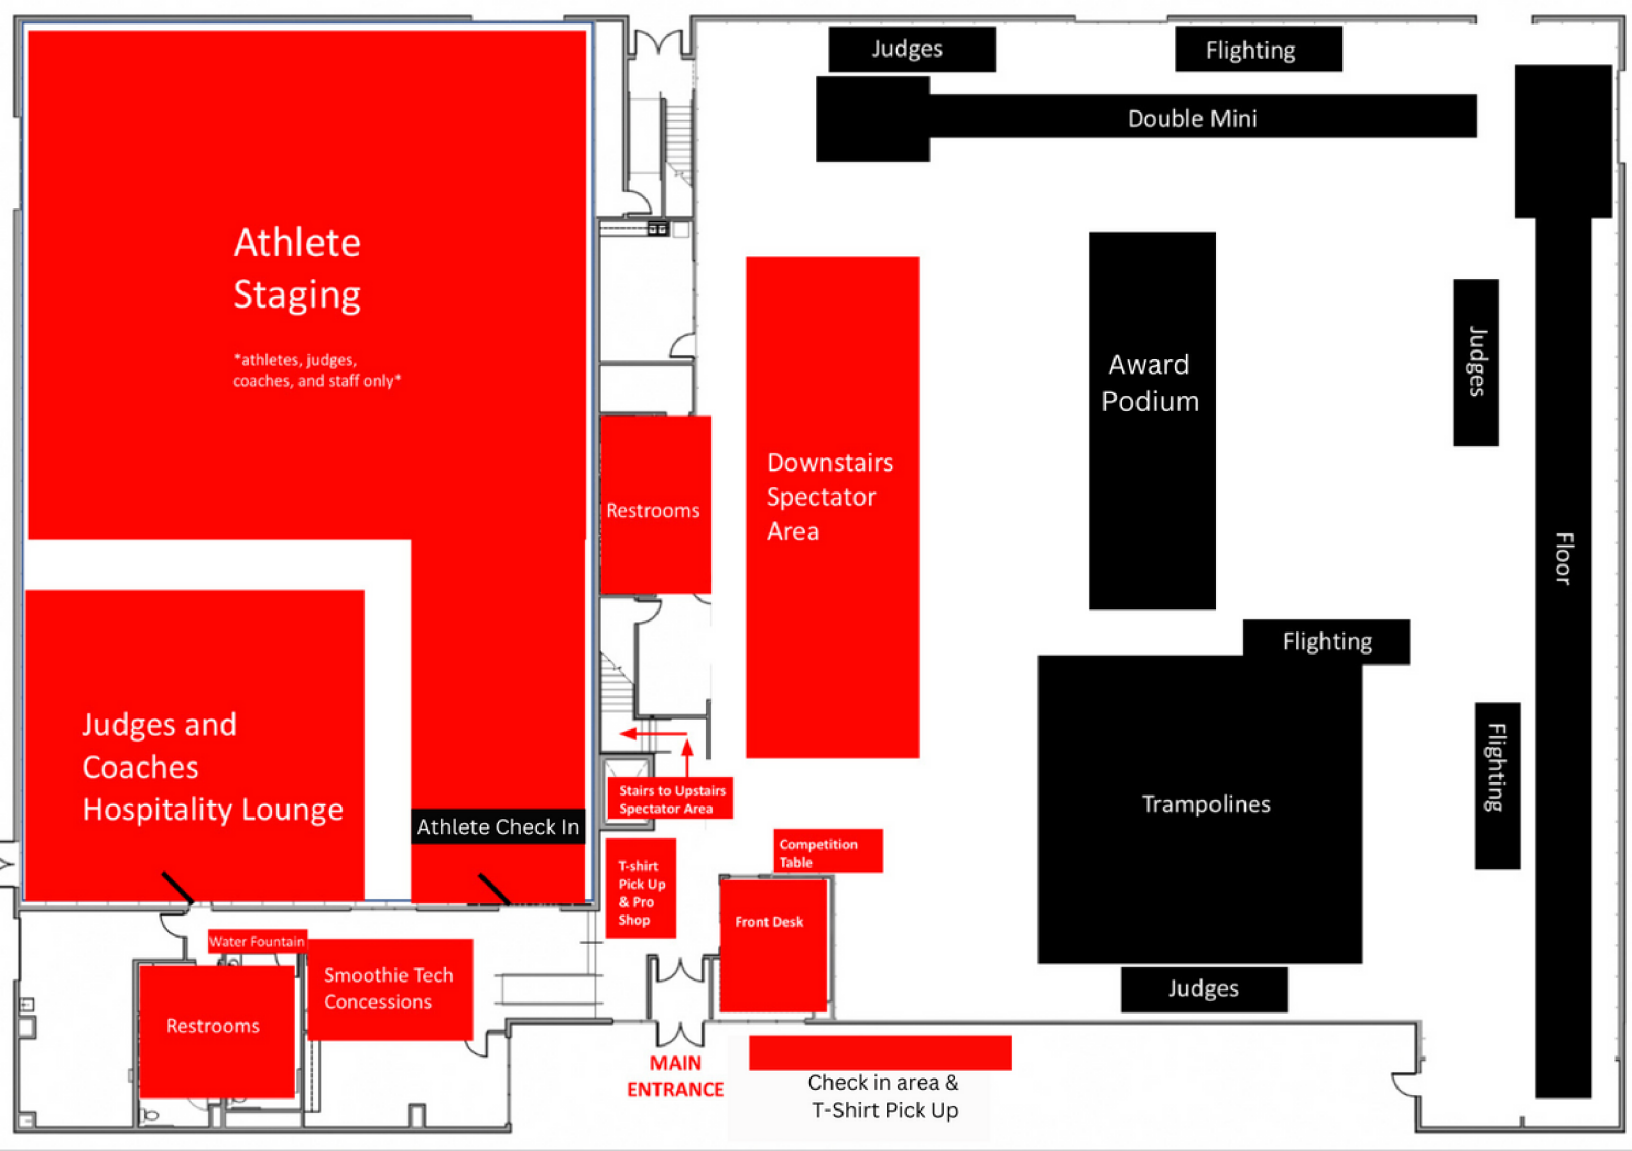 Judges
Flighting
Double Mini
Athlete
Staging
*athletes, judges,
coaches, and staff only*
Award
Podium
Judges
Downstairs
Spectator
Area
Restrooms
Floor
Flighting
Judges and
Coaches
Hospitality Lounge
Athlete Check In
Stairs to Upstairs
Spectator Area
Flighting
Trampolines
Competition
Table
T-shirt
Pick Up
& Pro
Shop
Front Desk
Water Fountain
Smoothie Tech
Concessions
Restrooms
Judges
MAIN
ENTRANCE
Check in area &
T-Shirt Pick Up